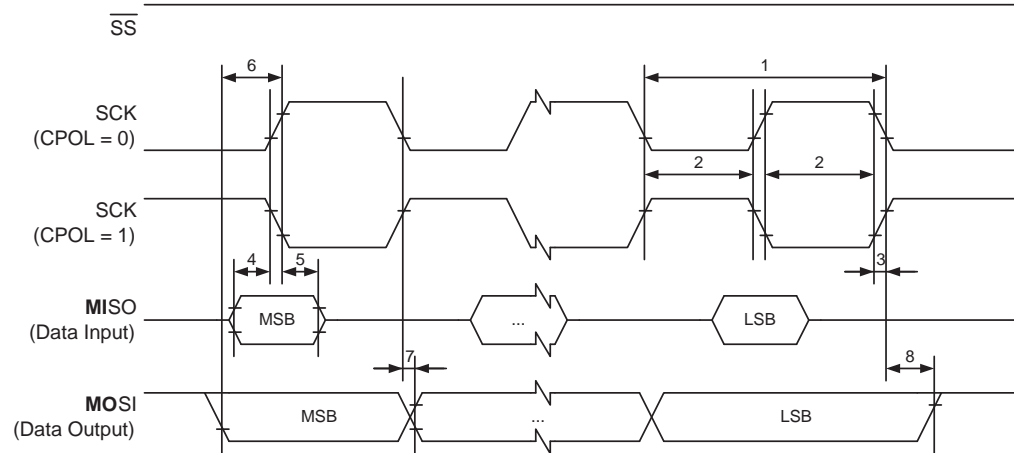 SS
6
1
SCK
(CPOL = 0)
2
2
SCK
(CPOL = 1)
4
5
3
MISO
(Data Input)
MSB
...
LSB
7
8
MOSI
(Data Output)
MSB
...
LSB